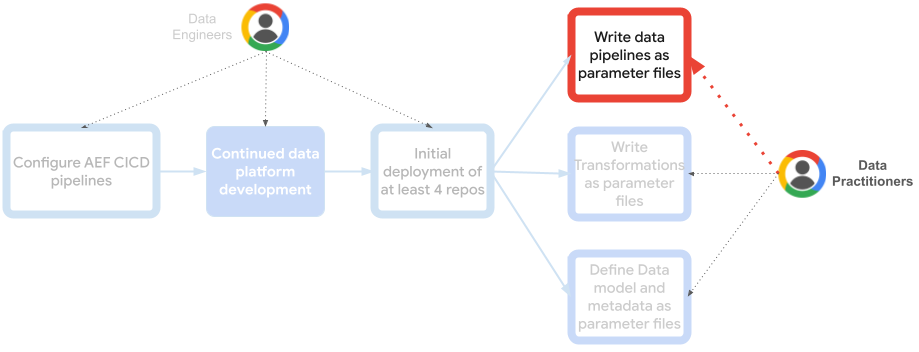 Data
Engineers
Write data
pipelines as
parameter files
Configure AEF CICD
pipelines
Continued data
platform
development
Initial
deployment of
at least 4 repos
Write
Transformations
as parameter
files
Data
Practitioners
Define Data
model and
metadata as
parameter files